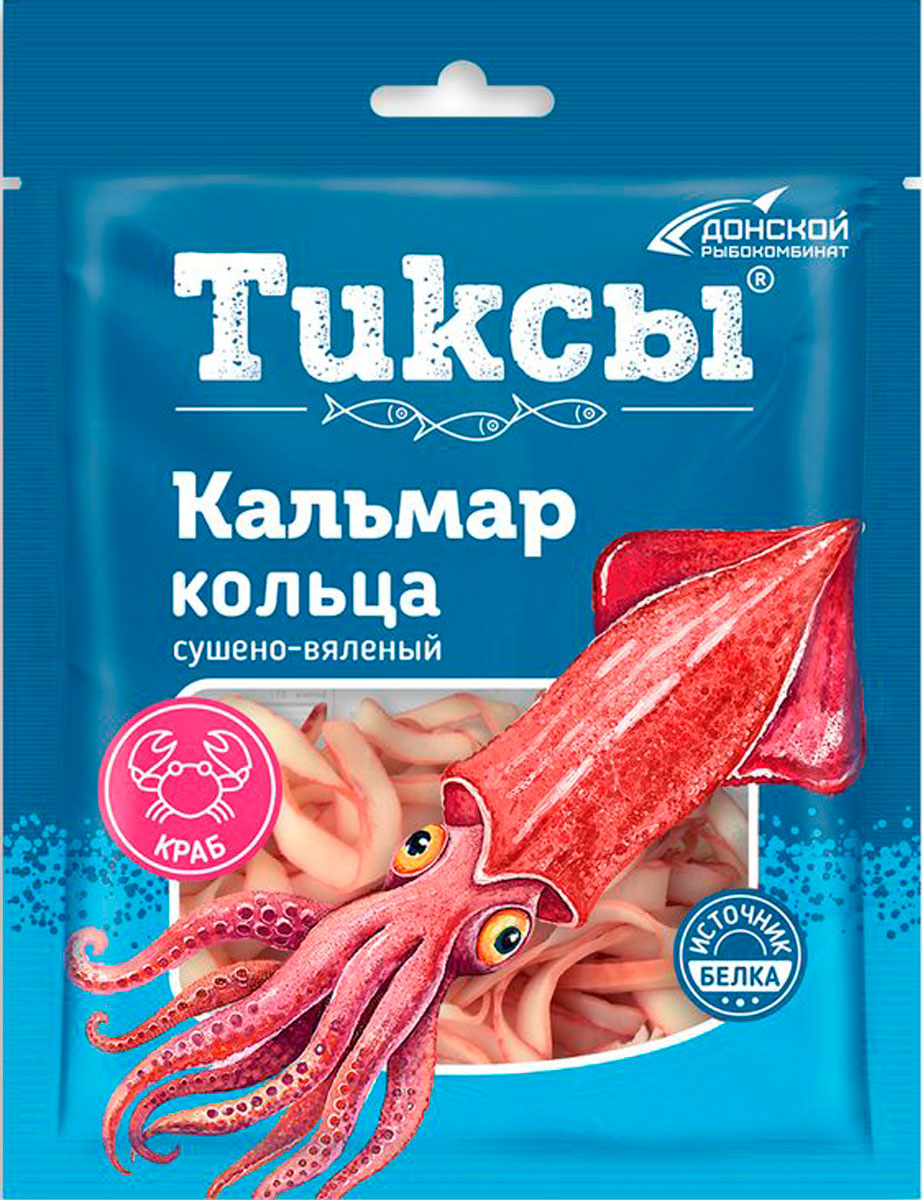 ДОНСКОЙ
РЫБОКОМБИНАТ
Тиксы®
Кальмар
кольца
сушено-вяленый
КРАБ
ИСТОЧНИК
БЕЛКА